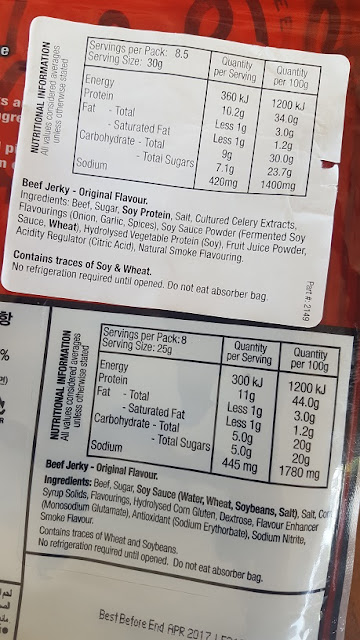 NUTRITIONAL INFORMATION
All values considered averages
unless otherwise stated
Servings per Pack: 8.5
Serving Size: 30g
Quantity per Serving
Quantity per 100g
Energy 360 kJ 1200 kJ
Protein 10.2g 34.0g
Fat - Total Less 1g 3.0g
- Saturated Fat Less 1g 1.2g
Carbohydrate - Total 9g 30.0g
- Total Sugars 7.1g 23.7g
Sodium 420mg 1400mg
Beef Jerky - Original Flavour.
Ingredients: Beef, Sugar, Soy Protein, Salt, Cultured Celery Extracts,
Flavourings (Onion, Garlic, Spices), Soy Sauce Powder (Fermented Soy
Sauce, Wheat), Hydrolysed Vegetable Protein (Soy), Fruit Juice Powder,
Acidity Regulator (Citric Acid), Natural Smoke Flavouring.
Contains traces of Soy & Wheat.
No refrigeration required until opened. Do not eat absorber bag.
Part #: 2149
NUTRITIONAL INFORMATION
All values considered averages
unless otherwise stated
Servings per Pack: 8
Serving Size: 25g
Quantity per Serving
Quantity per 100g
Energy 300 kJ 1200 kJ
Protein 11g 44.0g
Fat - Total Less 1g 3.0g
- Saturated Fat Less 1g 1.2g
Carbohydrate - Total 5.0g 20g
- Total Sugars 5.0g 20g
Sodium 445 mg 1780 mg
Beef Jerky - Original Flavour.
Ingredients: Beef, Sugar, Soy Sauce (Water, Wheat, Soybeans, Salt), Salt,
Syrup Solids, Flavourings, Hydrolysed Corn Gluten, Dextrose, Flavour Enhancer
(Monosodium Glutamate), Antioxidant (Sodium Erythorbate), Sodium Nitrite,
Smoke Flavour.
Contains traces of Wheat and Soybeans.
No refrigeration required until opened. Do not eat absorber bag.
항
%
Best Before End APR 2017